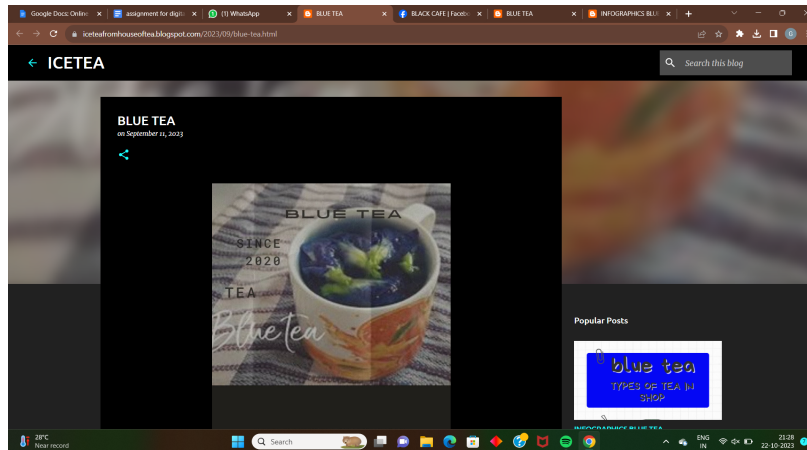 Google Docs: Online
assignment for digit
(1) WhatsApp
BLUE TEA
BLACK CAFE | Facebo
BLUE TEA
INFOGRAPHICS BLU
iceteafromhouseoftea.blogspot.com/2023/09/blue-tea.html
ICETEA
Search this blog
BLUE TEA
on September 11, 2023
BLUE TEA
SINCE
2020
TEA
Blue Tea
Popular Posts
blue tea
TYPES OF TEA IN
SHOP
INFOGRAPHICS BLUE TEA
28°C
Near record
Search
ENG
IN
21:28
22-10-2023